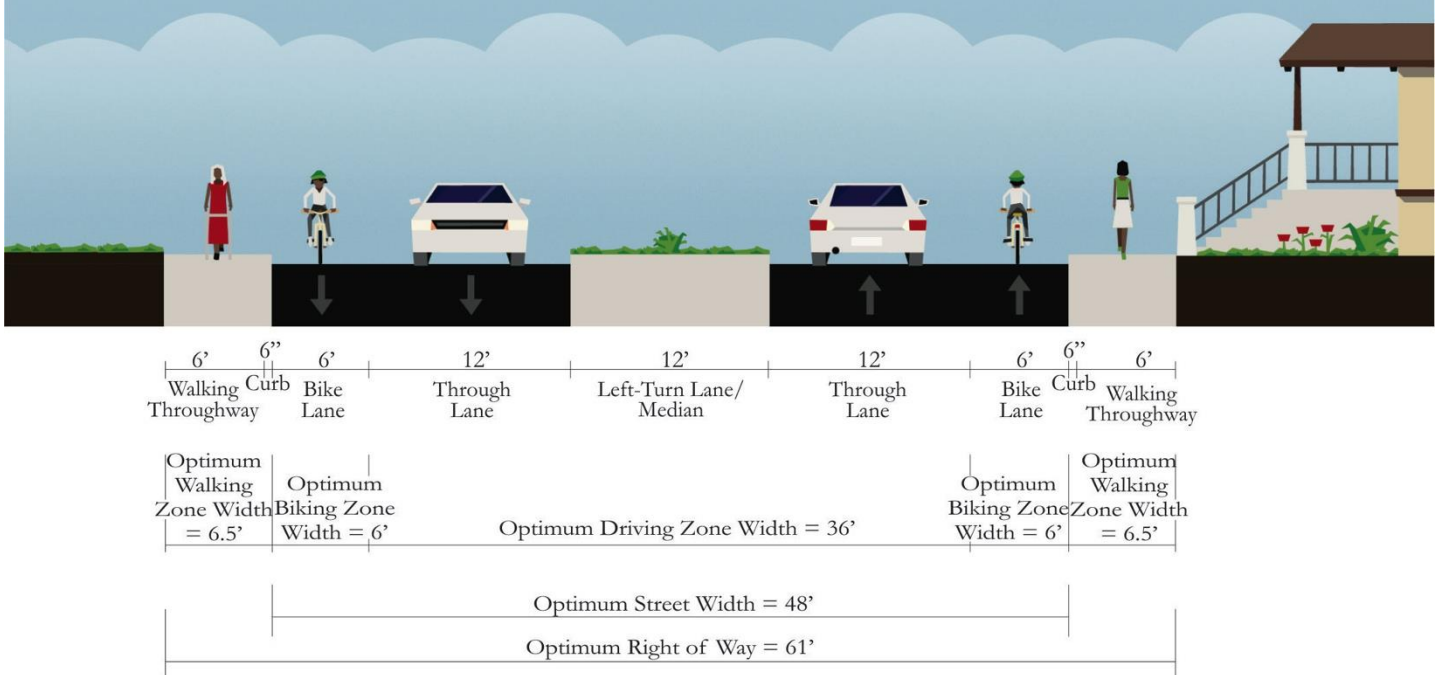 6’ 6” 6’ 12’ 12’ 12’ 6’ 6” 6’
Walking
Throughway
Curb
Bike
Lane
Through
Lane
Left-Turn Lane/
Median
Through
Lane
Bike
Lane
Curb
Walking
Throughway
Optimum
Walking
Zone Width
= 6.5’
Optimum
Biking Zone
Width = 6’
Optimum Driving Zone Width = 36’
Optimum
Biking Zone
Width = 6’
Optimum
Walking
Zone Width
= 6.5’
Optimum Street Width = 48’
Optimum Right of Way = 61’